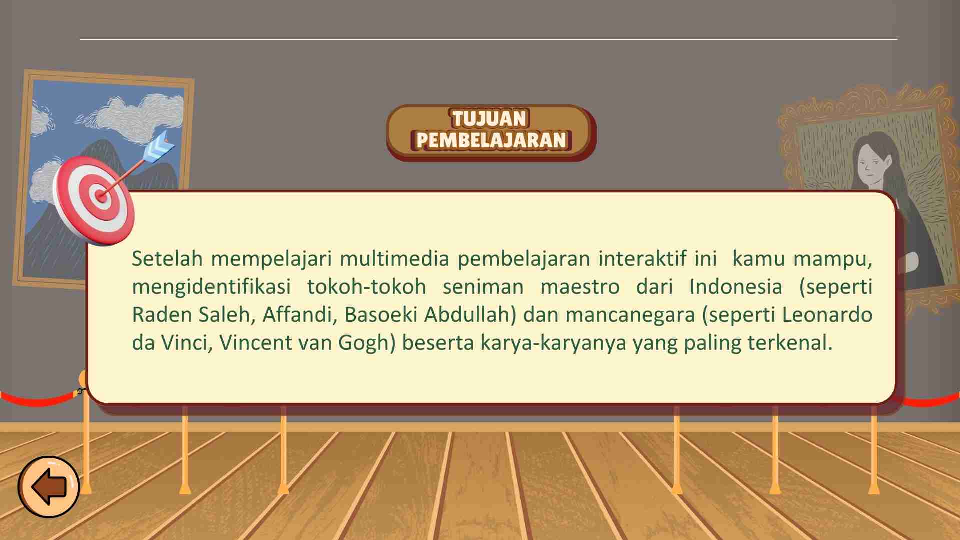 TUJUAN
PEMBELAJARAN
Setelah mempelajari multimedia pembelajaran interaktif ini kamu mampu,
mengidentifikasi tokoh-tokoh seniman maestro dari Indonesia (seperti
Raden Saleh, Affandi, Basoeki Abdullah) dan mancanegara (seperti Leonardo
da Vinci, Vincent van Gogh) beserta karya-karyanya yang paling terkenal.